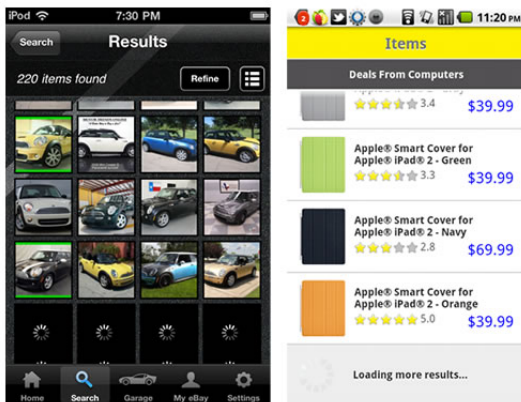 iPod 7:30 PM
Search Results
220 items found Refine
Home Search Garage My eBay Settings
2 11:20 PM
Items
Deals From Computers
3.4 $39.99
Apple® Smart Cover for
Apple® iPad® 2 - Green
3.3 $39.99
Apple® Smart Cover for
Apple® iPad® 2 - Navy
2.8 $69.99
Apple® Smart Cover for
Apple® iPad® 2 - Orange
5.0 $39.99
Loading more results...